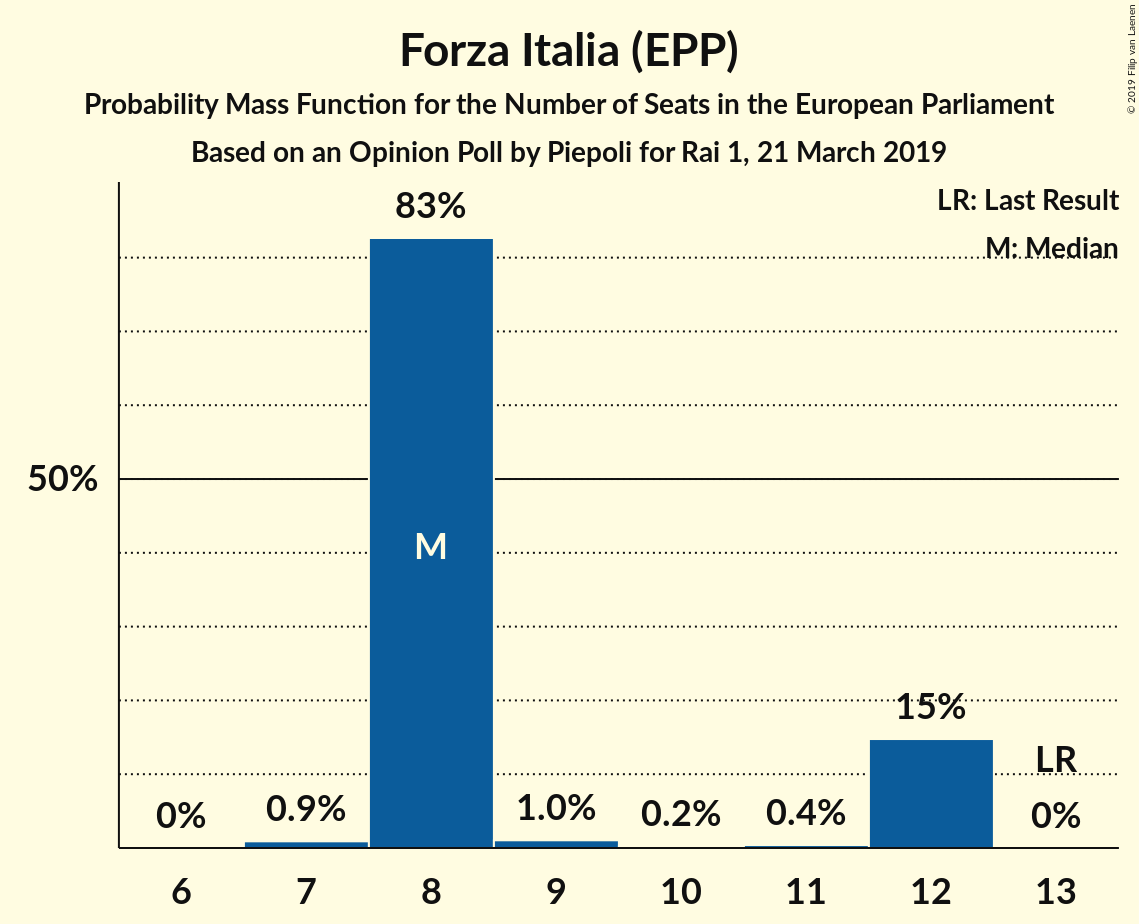 Forza Italia (EPP)
Probability Mass Function for the Number of Seats in the European Parliament
Based on an Opinion Poll by Piepoli for Rai 1, 21 March 2019
© 2019 Filip van Laenen
LR: Last Result
M: Median
83%
50%
M
15%
LR
0%
0.9%
1.0%
0.2%
0.4%
0%
6 7 8 9 10 11 12 13